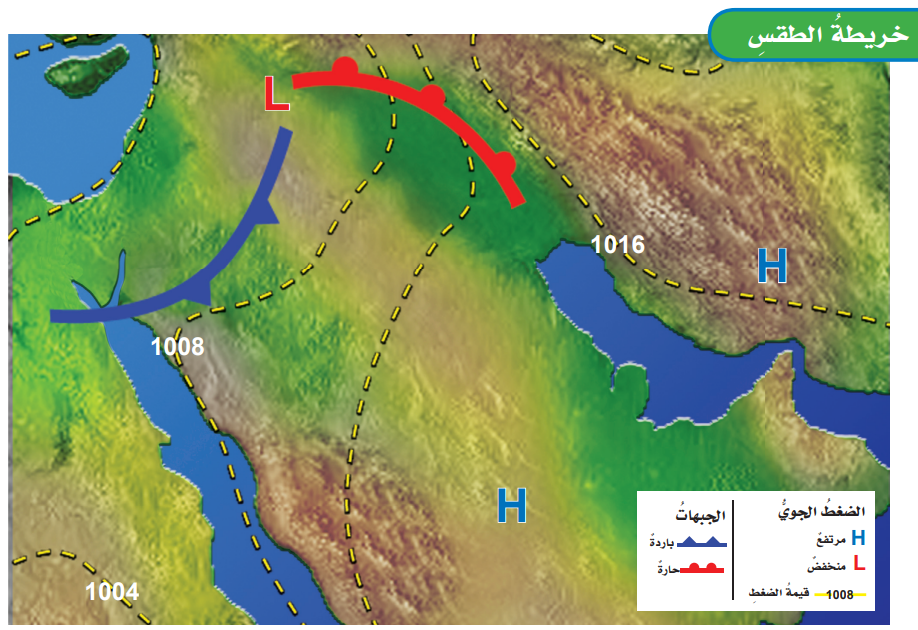 خريطةُ الطقسِ
L
1016
H
1008
H
1004
الضغطُ الجويُّ
H مرتفعٌ
L منخفضٌ
1008 قيمةُ الضغطِ
الجبهاتُ
باردةٌ
حارةٌ